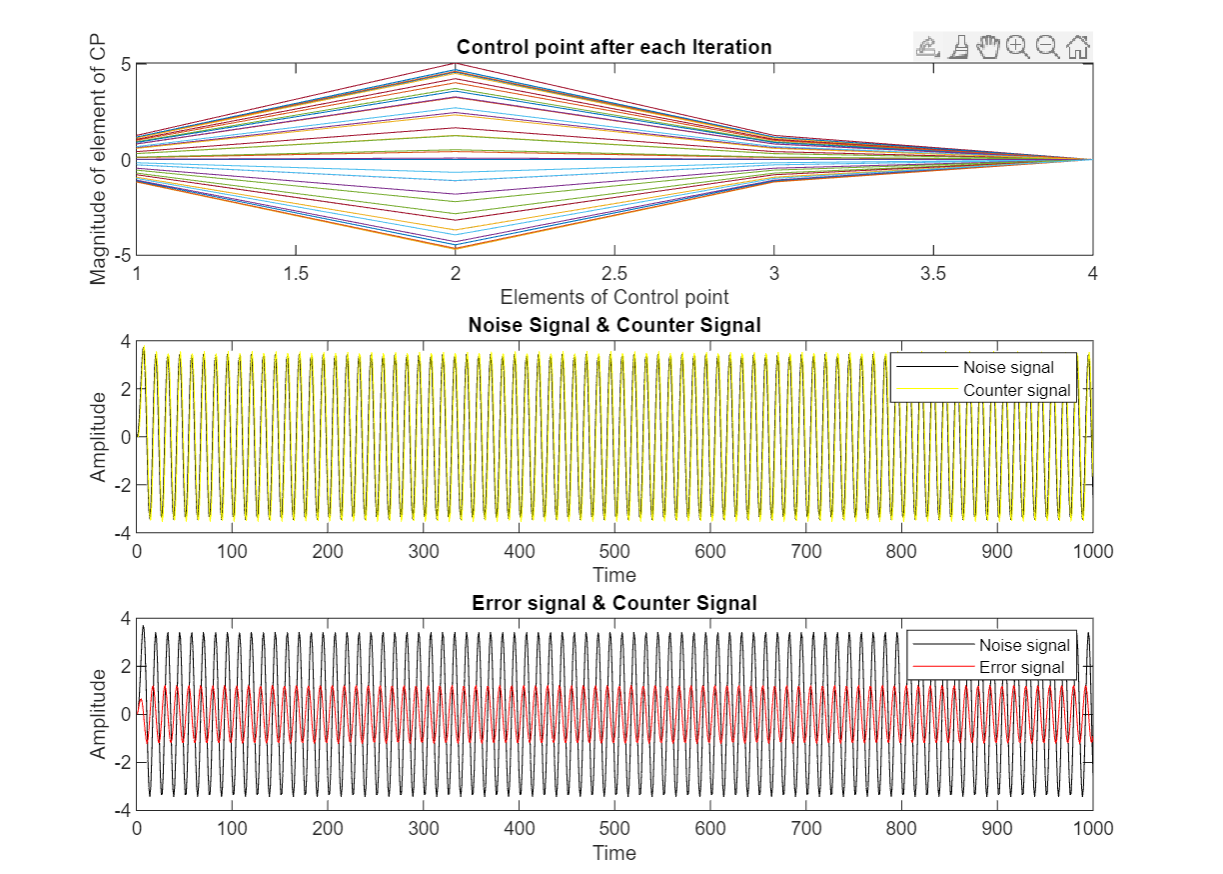 Control point after each Iteration
Magnitude of element of CP
5
0
-5
1 1.5 2 2.5 3 3.5 4
Elements of Control point
Noise Signal & Counter Signal
Amplitude
4
2
0
-2
-4
Noise signal
Counter signal
0 100 200 300 400 500 600 700 800 900 1000
Time
Error signal & Counter Signal
Amplitude
4
2
0
-2
-4
Noise signal
Error signal
0 100 200 300 400 500 600 700 800 900 1000
Time